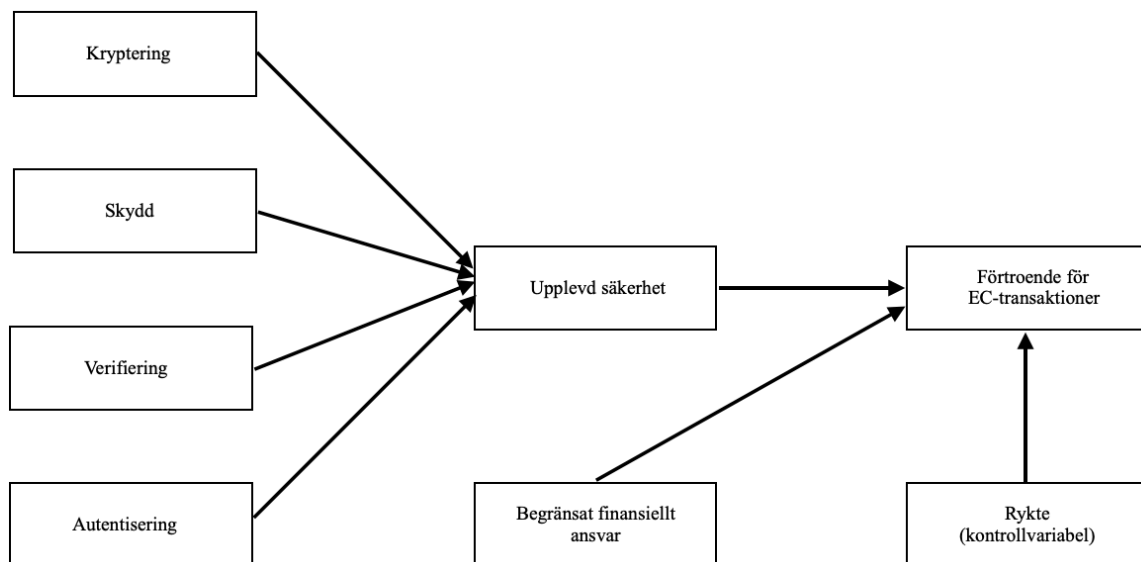 Kryptering
Skydd
Upplevd säkerhet
Förtroende för
EC-transaktioner
Verifiering
Autentisering
Begränsat finansiellt
ansvar
Rykte
(kontrollvariabel)